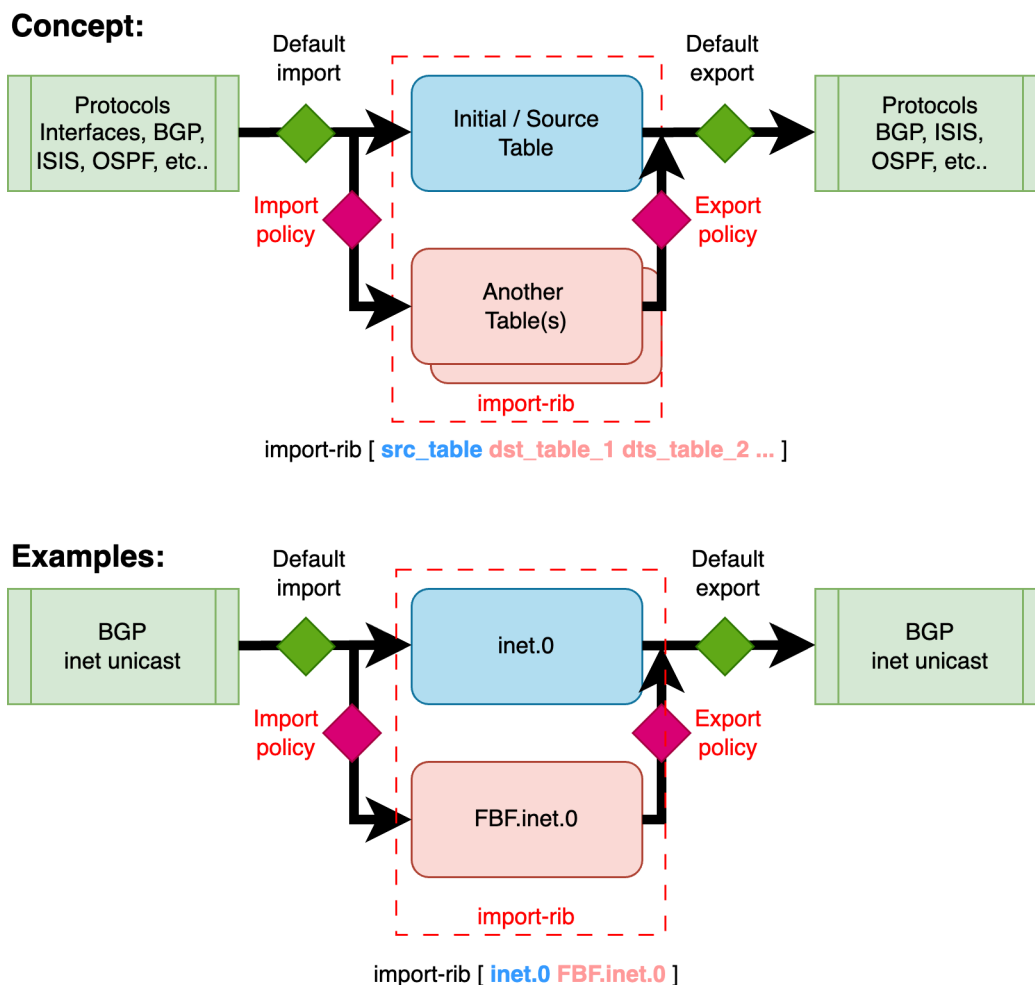 Concept:
Default
import
Default
export
Protocols
Interfaces, BGP,
ISIS, OSPF, etc..
Initial / Source
Table
Protocols
BGP, ISIS,
OSPF, etc..
Import
policy
Export
policy
Another
Table(s)
import-rib
import-rib [ src_table dst_table_1 dts_table_2 ... ]
Examples:
Default
import
Default
export
BGP
inet unicast
inet.0
BGP
inet unicast
Import
policy
Export
policy
FBF.inet.0
import-rib
import-rib [ inet.0 FBF.inet.0 ]